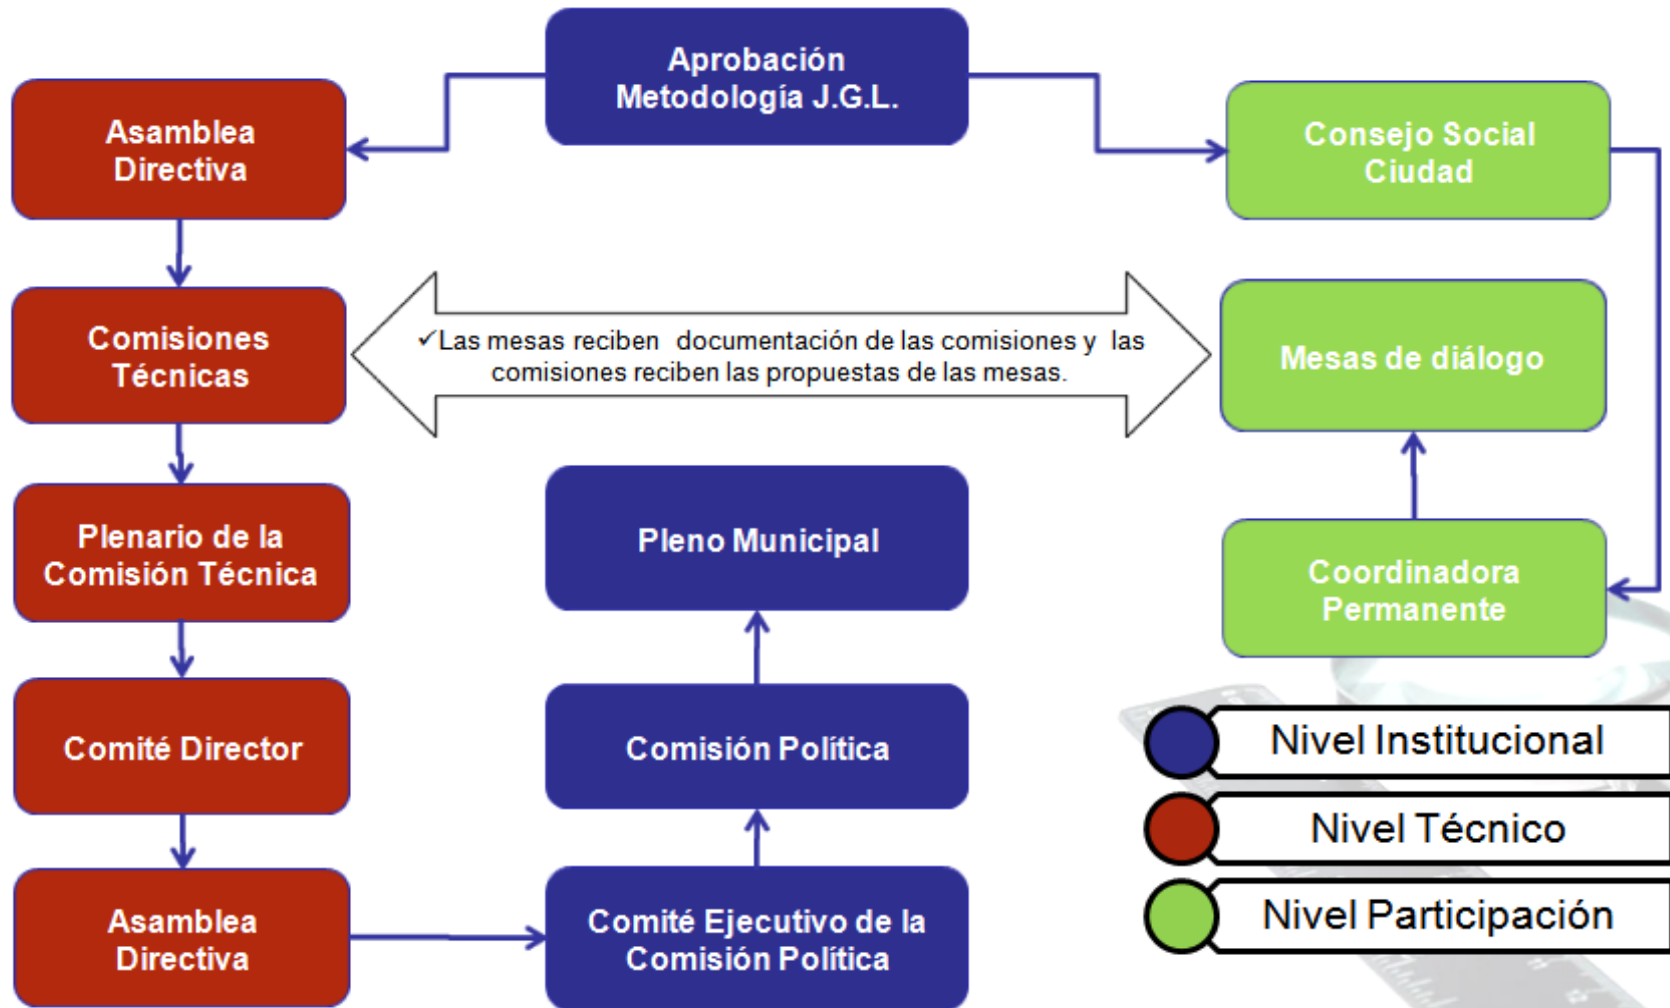 Aprobación
Metodología J.G.L.
Asamblea
Directiva
Consejo Social
Ciudad
Comisiones
Técnicas
✓Las mesas reciben documentación de las comisiones y las
comisiones reciben las propuestas de las mesas.
Mesas de diálogo
Plenario de la
Comisión Técnica
Pleno Municipal
Coordinadora
Permanente
Comité Director
Comisión Política
Nivel Institucional
Nivel Técnico
Nivel Participación
Asamblea
Directiva
Comité Ejecutivo de la
Comisión Política